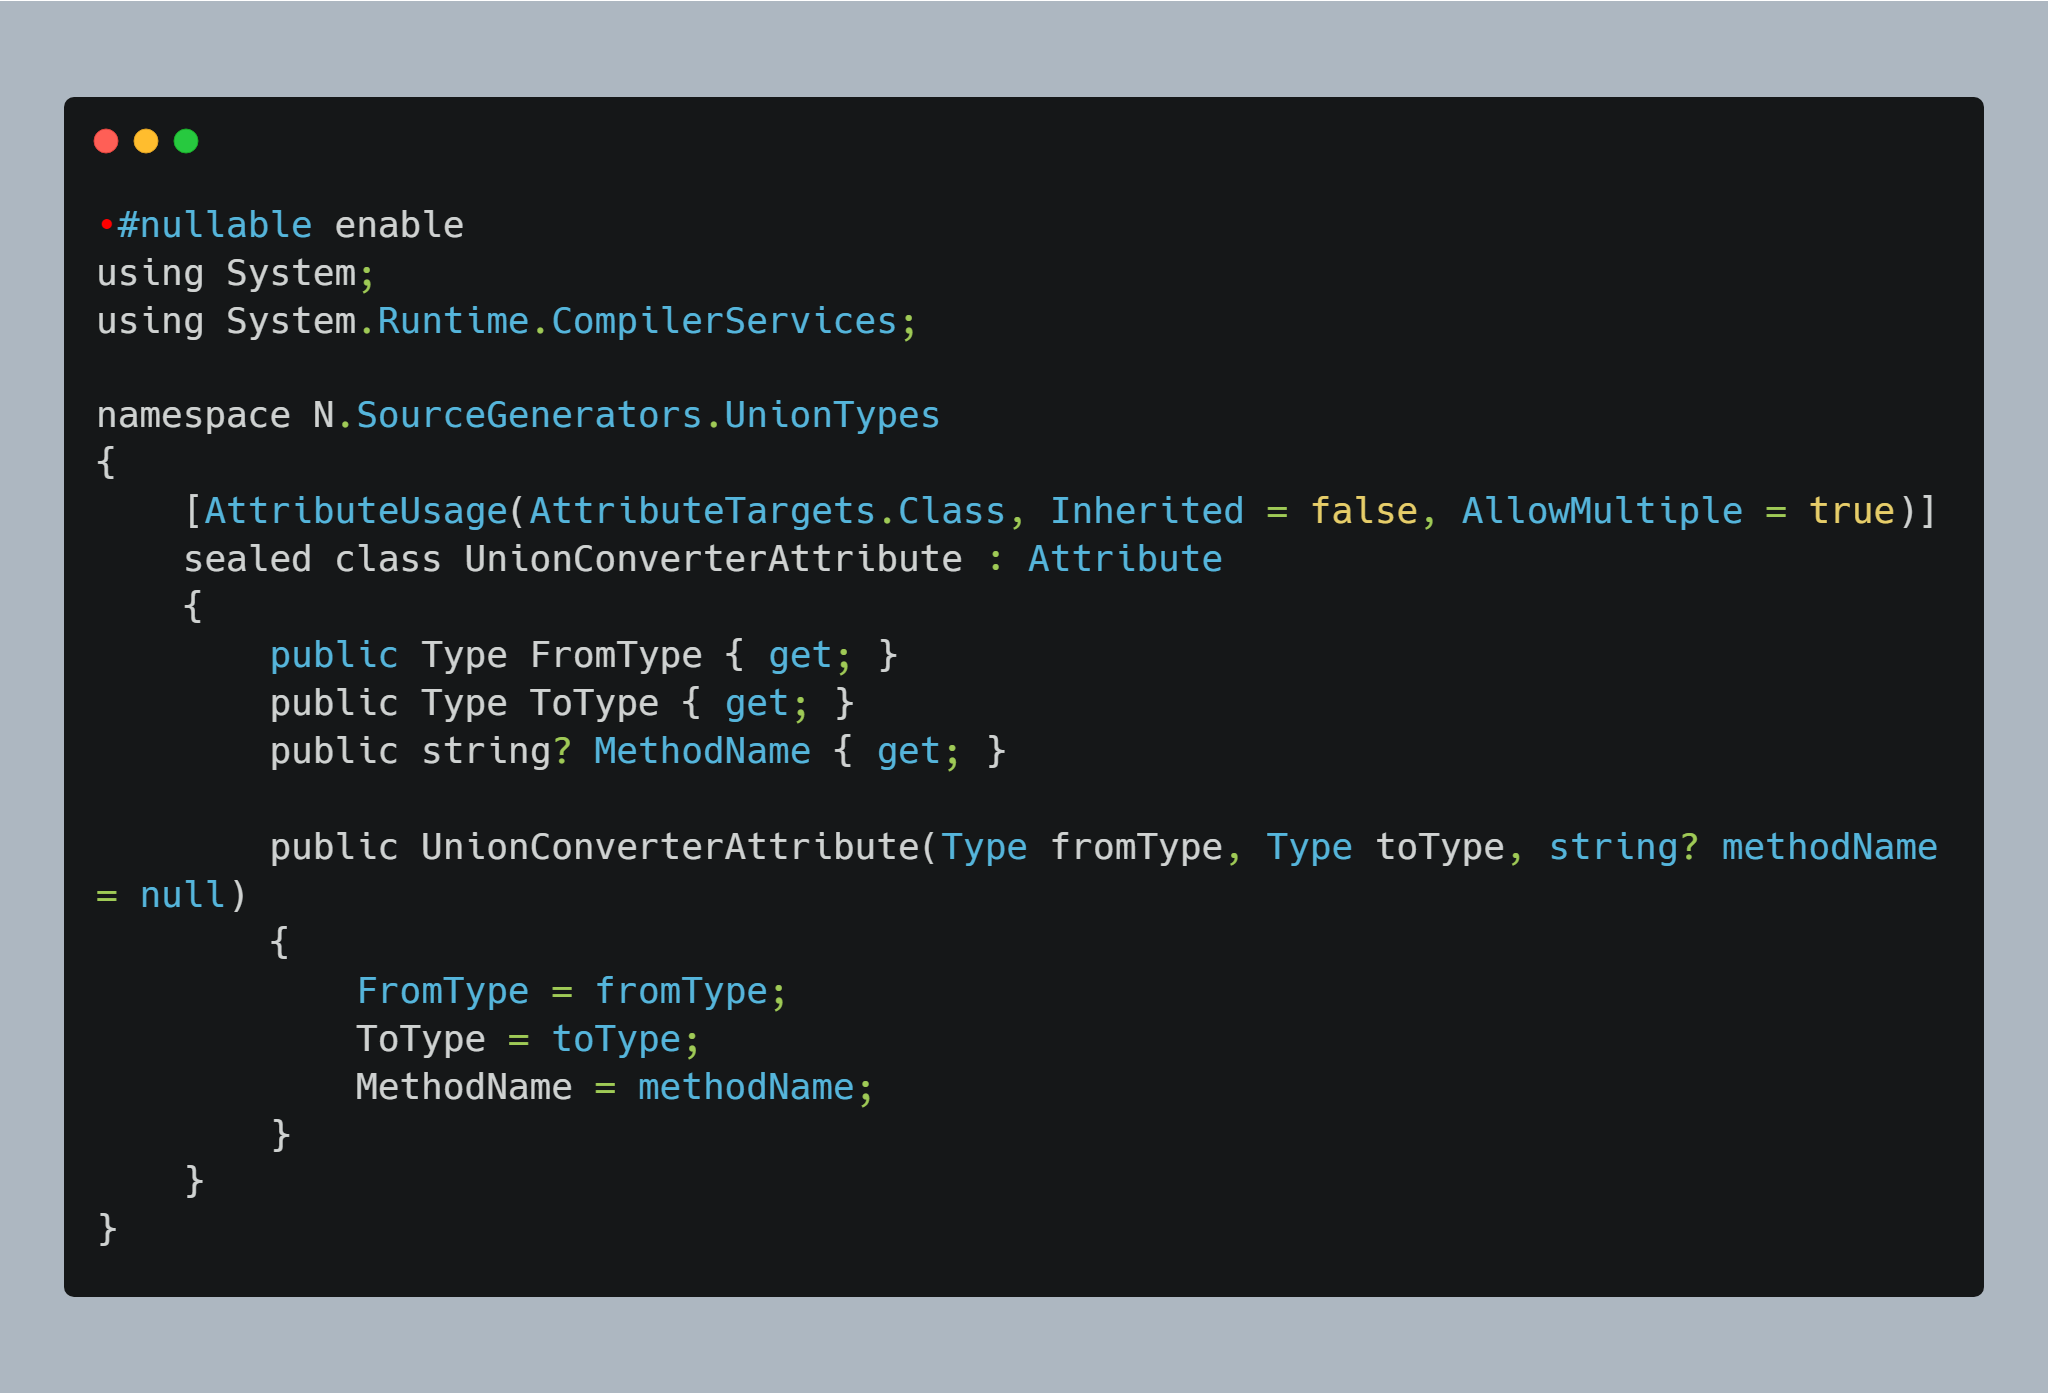 •#nullable enable
using System;
using System.Runtime.CompilerServices;

namespace N.SourceGenerators.UnionTypes
{
    [AttributeUsage(AttributeTargets.Class, Inherited = false, AllowMultiple = true)]
    sealed class UnionConverterAttribute : Attribute
    {
        public Type FromType { get; }
        public Type ToType { get; }
        public string? MethodName { get; }

        public UnionConverterAttribute(Type fromType, Type toType, string? methodName
= null)
        {
            FromType = fromType;
            ToType = toType;
            MethodName = methodName;
        }
    }
}